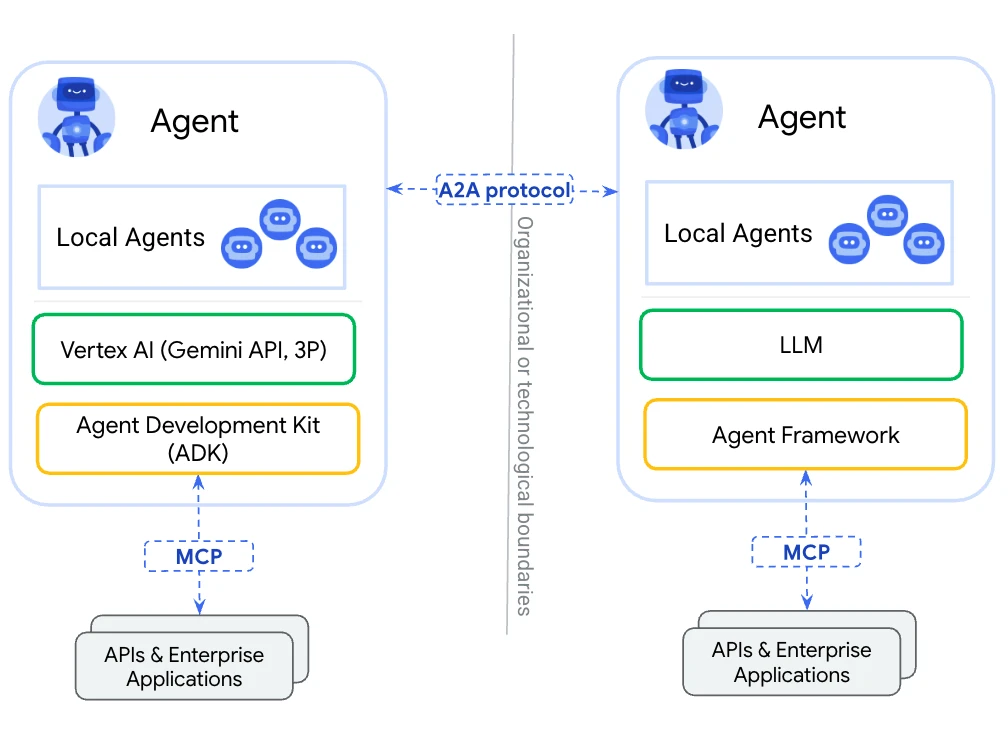 Agent
Local Agents
Vertex AI (Gemini API, 3P)
Agent Development Kit
(ADK)
MCP
APIs & Enterprise
Applications
A2A protocol
Organizational or technological boundaries
Agent
Local Agents
LLM
Agent Framework
MCP
APIs & Enterprise
Applications